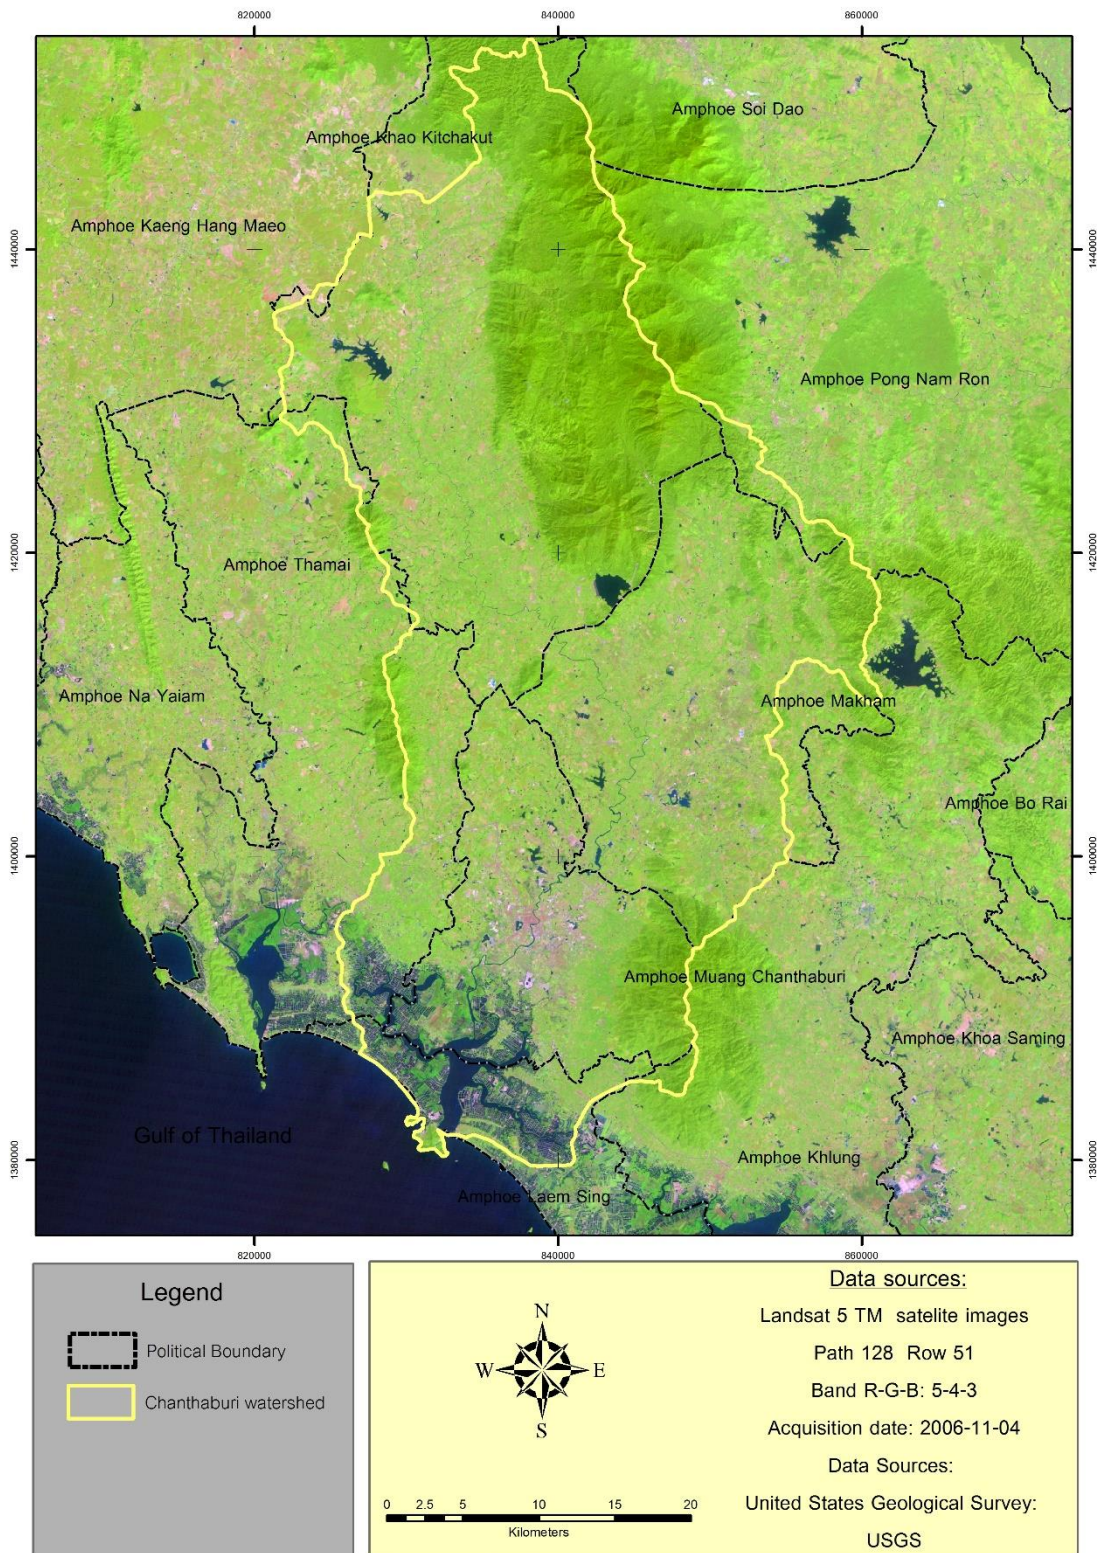 820000
840000
860000
Amphoe Soi Dao
Amphoe Khao Kitchakut
Amphoe Kaeng Hang Maeo
1440000
1440000
Amphoe Pong Nam Ron
1420000
1420000
Amphoe Thamai
Amphoe Na Yaiam
Amphoe Makham
Amphoe Bo Rai
1400000
1400000
Amphoe Muang Chanthaburi
Amphoe Khoa Saming
Gulf of Thailand
1380000
1380000
Amphoe Khlung
Amphoe Laem Sing
820000
840000
860000
Legend
Political Boundary
Chanthaburi watershed
N
W
E
S
0 2.5 5 10 15 20
Kilometers
Data sources:
Landsat 5 TM satelite images
Path 128 Row 51
Band R-G-B: 5-4-3
Acquisition date: 2006-11-04
Data Sources:
United States Geological Survey:
USGS